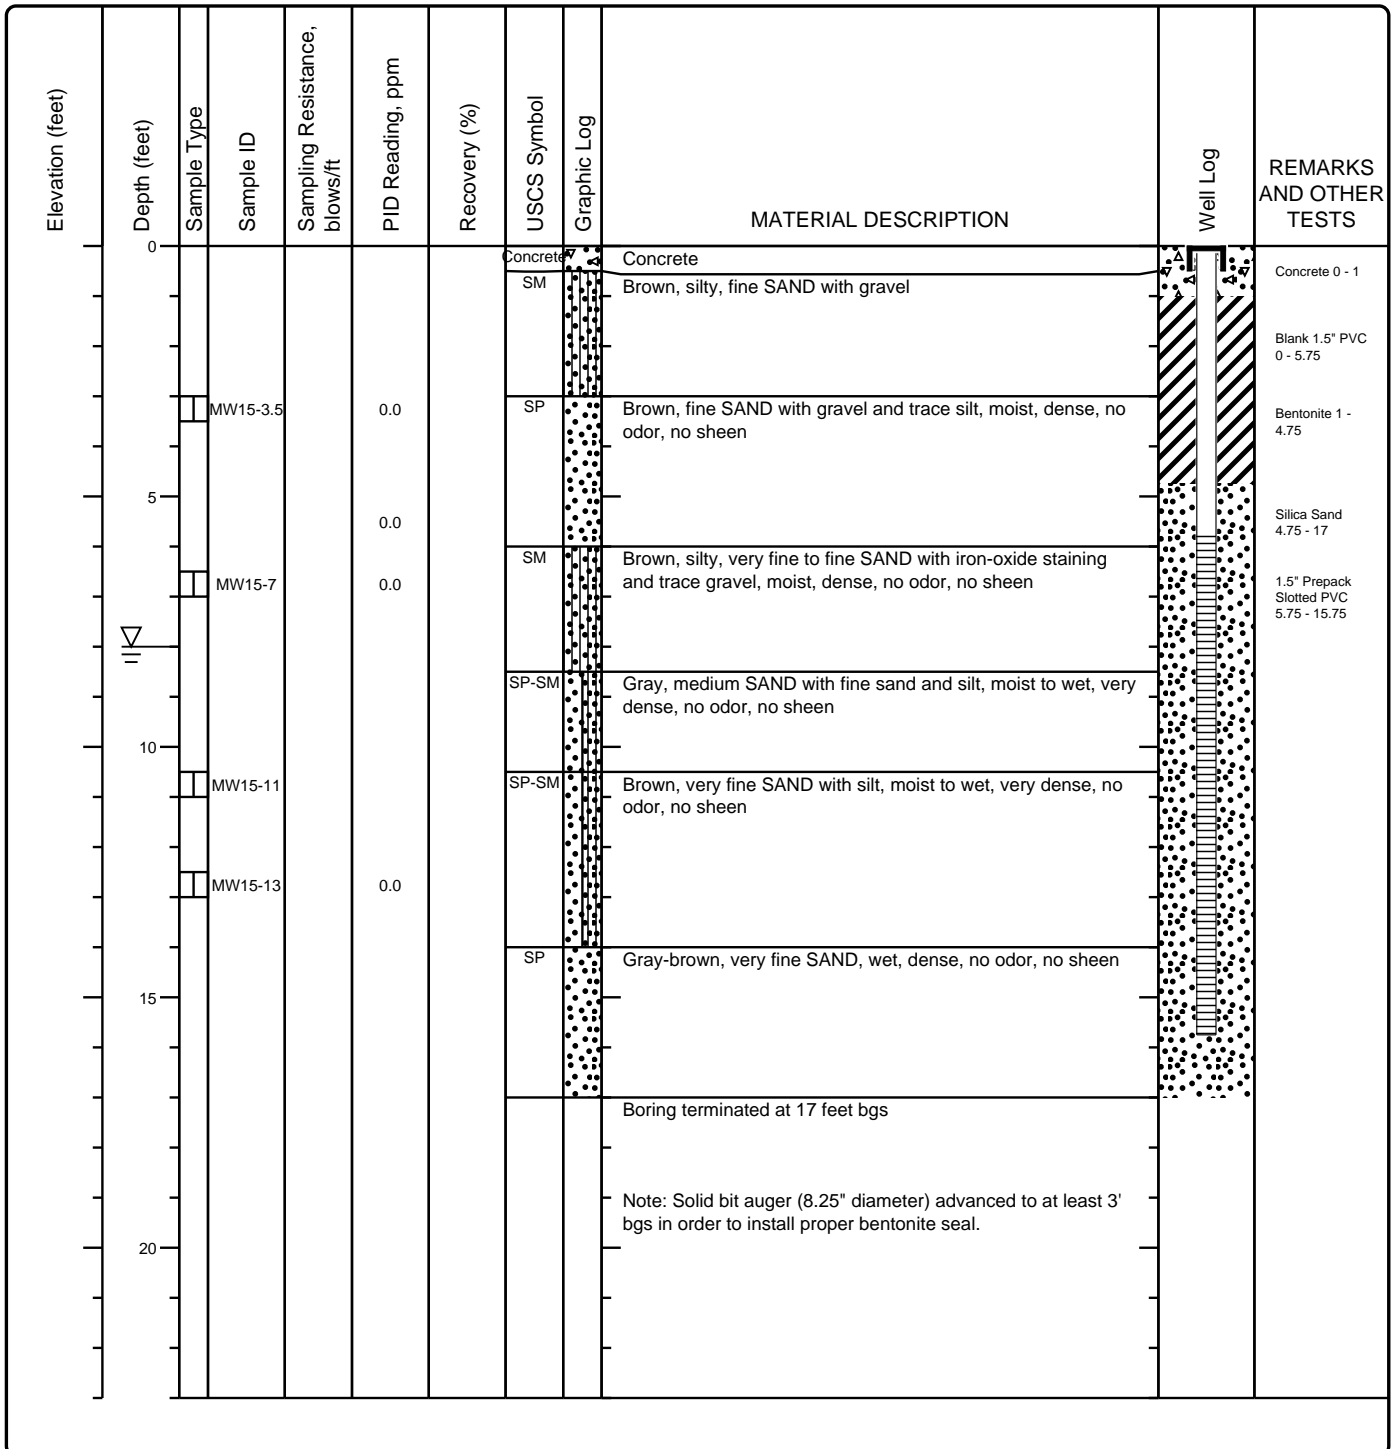 Elevation (feet)
Depth (feet)
Sample Type
Sample ID
Sampling Resistance,
blows/ft
PID Reading, ppm
Recovery (%)
USCS Symbol
Graphic Log
MATERIAL DESCRIPTION
Well Log
REMARKS
AND OTHER
TESTS
0
Concrete
Concrete
Concrete 0 - 1
SM
Brown, silty, fine SAND with gravel
Blank 1.5" PVC
0 - 5.75
MW15-3.5
0.0
SP
Brown, fine SAND with gravel and trace silt, moist, dense, no
odor, no sheen
Bentonite 1 -
4.75
5
0.0
Silica Sand
4.75 - 17
SM
Brown, silty, very fine to fine SAND with iron-oxide staining
and trace gravel, moist, dense, no odor, no sheen
MW15-7
0.0
1.5" Prepack
Slotted PVC
5.75 - 15.75
SP-SM
Gray, medium SAND with fine sand and silt, moist to wet, very
dense, no odor, no sheen
10
MW15-11
SP-SM
Brown, very fine SAND with silt, moist to wet, very dense, no
odor, no sheen
MW15-13
0.0
SP
Gray-brown, very fine SAND, wet, dense, no odor, no sheen
15
Boring terminated at 17 feet bgs
Note: Solid bit auger (8.25" diameter) advanced to at least 3'
bgs in order to install proper bentonite seal.
20